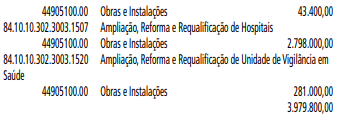 44905100.00 Obras e Instalações 43.400,00
84.10.10.302.3003.1507 Ampliação, Reforma e Requalificação de Hospitais
44905100.00 Obras e Instalações 2.798.000,00
84.10.10.302.3003.1520 Ampliação, Reforma e Requalificação de Unidade de Vigilância em
Saúde
44905100.00 Obras e Instalações 281.000,00
3.979.800,00